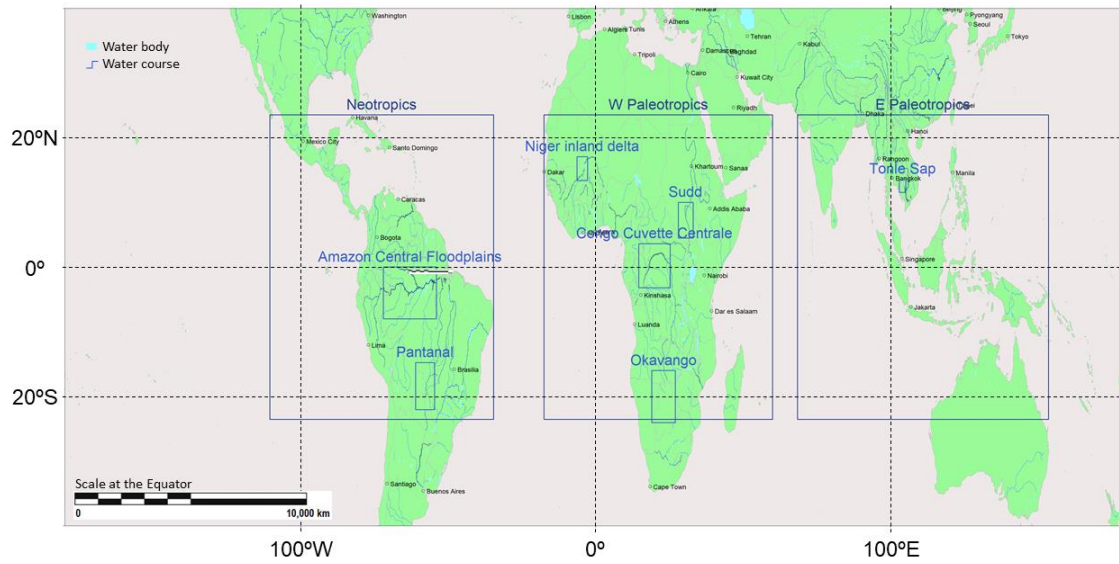 Washington
Lisbon
Ankara
Beijing
Pyongyang
Seoul
Algiers Tunis
Athens
Tehran
Tokyo
Water body
Water course
Tripoli
Damascus
Baghdad
Kabul
Cairo
Kuwait City
Neotropics
W Paleotropics
E Paleotropics
Havana
Riyadh
Dhaka
20ºN
Mexico City
Santo Domingo
Niger inland delta
Hanoi
Dakar
Khartoum
Sanaa
Rangoon
Tonle Sap
Bangkok
Manila
Caracas
Sudd
Addis Ababa
Bogota
Congo Cuvette Centrale
Amazon Central Floodplains
0º
Nairobi
Singapore
Kinshasa
Jakarta
Dar es Salaam
Luanda
Lima
Pantanal
Brasilia
Okavango
20ºS
Scale at the Equator
Santiago
Buenos Aires
Cape Town
0
10,000 km
100ºW
0º
100ºE